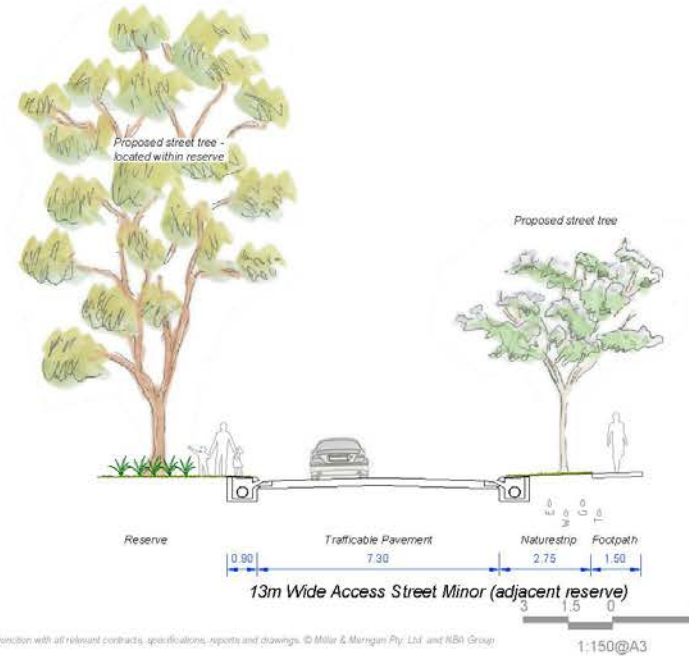 Proposed street tree -
located within reserve
Proposed street tree
E
W
G
T
Reserve
Trafficable Pavement
Naturestrip
Footpath
0.90
7.30
2.75
1.50
13m Wide Access Street Minor (adjacent reserve)
3 1.5 0
1:150@A3
with all relevant contracts, specifications, reports and drawings. © Millar & Merrigan Pty. Ltd. and NBA Group